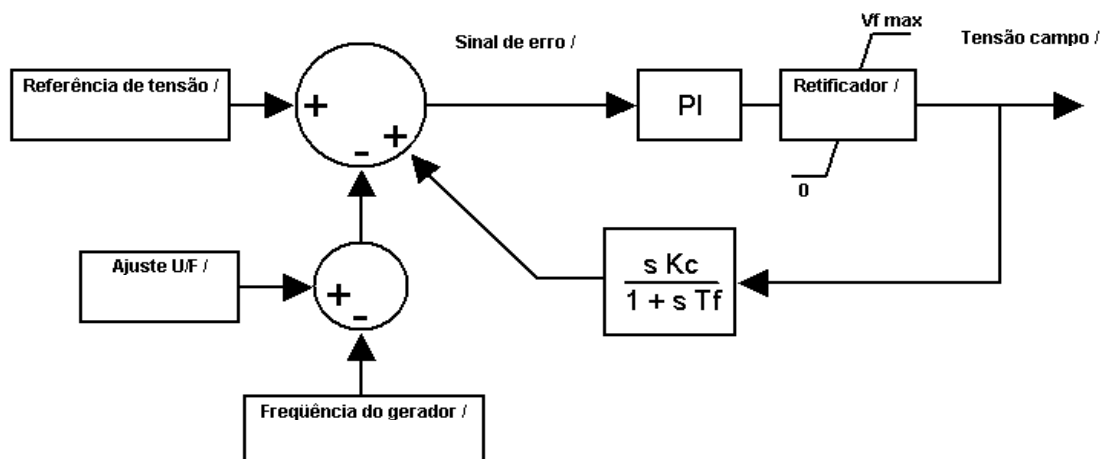 Vf max
Sinal de erro /
Tensão campo /
Referência de tensão /
+
+
-
PI
Retificador /
0
Ajuste U/F /
+
-
s Kc
1 + s Tf
Freqüência do gerador /